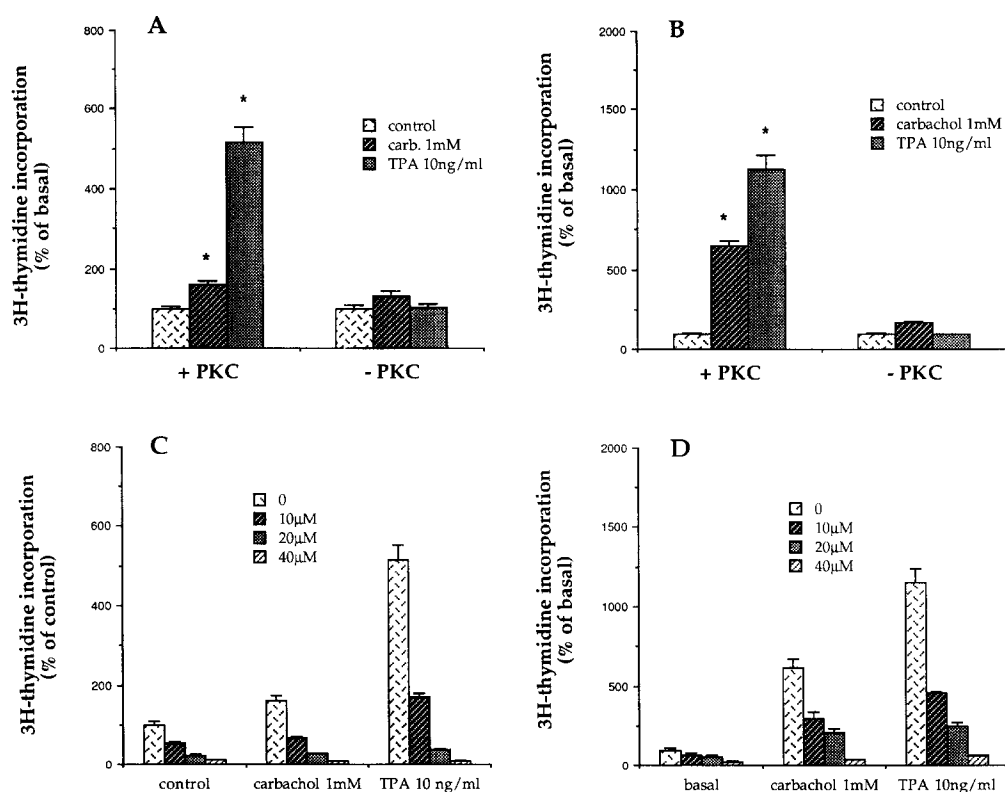 A
3H-thymidine incorporation
(% of basal)
800
600
400
200
0
control
carb. 1mM
TPA 10ng/ml
*
*
+ PKC
- PKC
B
3H-thymidine incorporation
(% of basal)
2000
1500
1000
500
0
control
carbachol 1mM
TPA 10ng/ml
*
*
+ PKC
- PKC
C
3H-thymidine incorporation
(% of control)
800
600
400
200
0
0
10µM
20µM
40µM
control
carbachol 1mM
TPA 10 ng/ml
D
3H-thymidine incorporation
(% of basal)
2000
1500
1000
500
0
0
10µM
20µM
40µM
basal
carbachol 1mM
TPA 10ng/ml